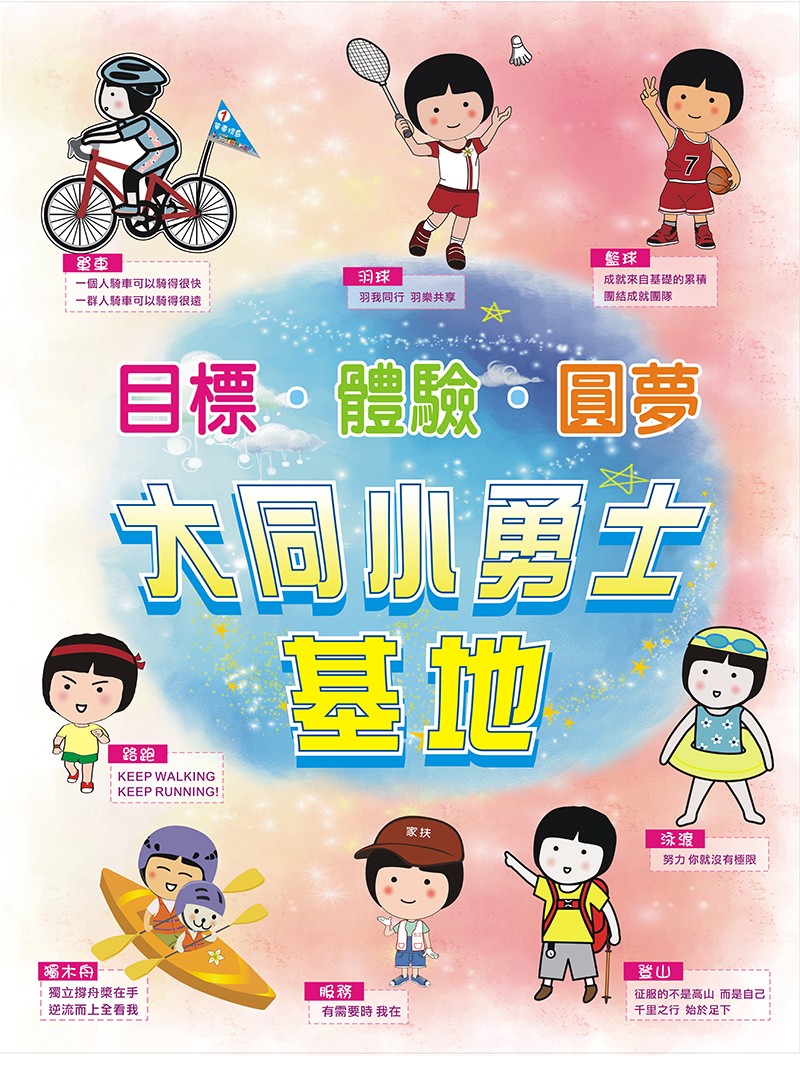 1
單車環島
單車
一個人騎車可以騎得很快
一群人騎車可以騎得很遠
羽球
羽我同行 羽樂共享
7
籃球
成就來自基礎的累積
團結成就團隊
目標・體驗・圓夢
大同小勇士
基地
路跑
KEEP WALKING
KEEP RUNNING!
泳渡
努力 你就沒有極限
獨木舟
獨立撐舟槳在手
逆流而上全看我
家扶
服務
有需要時 我在
登山
征服的不是高山 而是自己
千里之行 始於足下